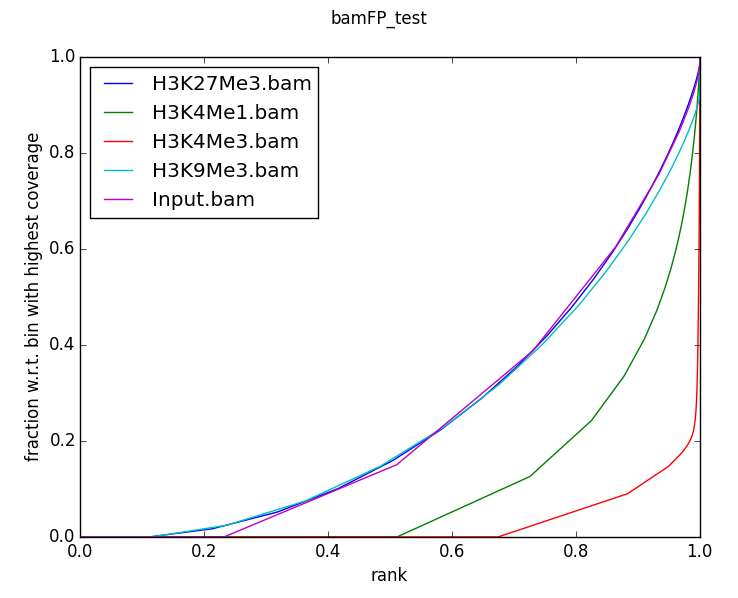 bamFP_test
fraction w.r.t. bin with highest coverage
1.0
0.8
0.6
0.4
0.2
0.0
H3K27Me3.bam
H3K4Me1.bam
H3K4Me3.bam
H3K9Me3.bam
Input.bam
0.0 0.2 0.4 0.6 0.8 1.0
rank